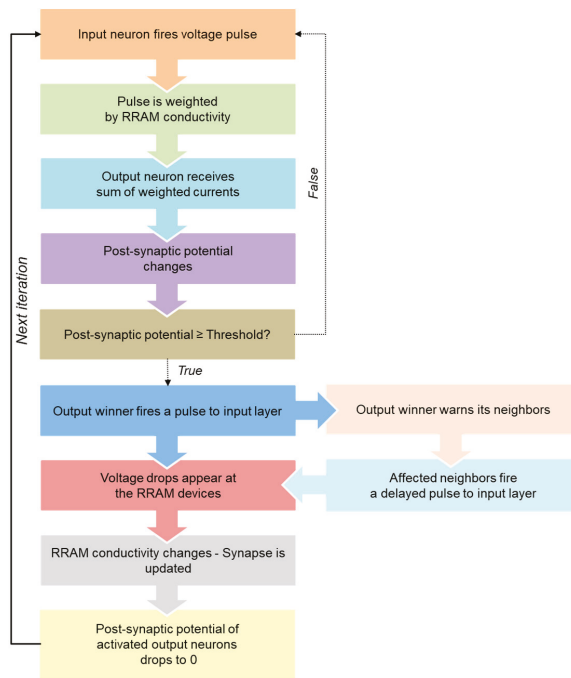 Input neuron fires voltage pulse
Pulse is weighted
by RRAM conductivity
Output neuron receives
sum of weighted currents
False
Post-synaptic potential
changes
Next iteration
Post-synaptic potential ≥ Threshold?
True
Output winner fires a pulse to input layer
Output winner warns its neighbors
Voltage drops appear at
the RRAM devices
Affected neighbors fire
a delayed pulse to input layer
RRAM conductivity changes - Synapse is
updated
Post-synaptic potential of
activated output neurons
drops to 0